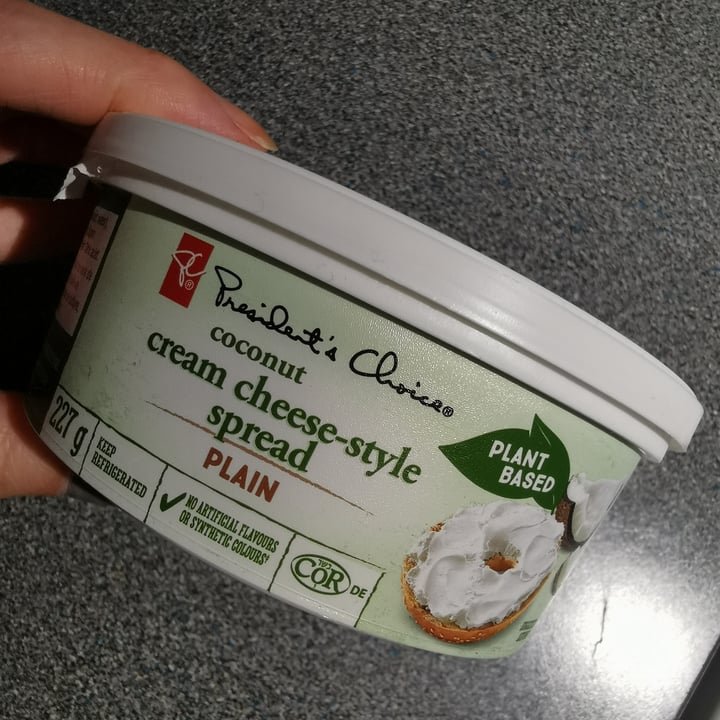 PC®
President's Choice®
coconut
cream cheese-style
spread
PLAIN
PLANT
BASED
227 g
KEEP
REFRIGERATED
NO ARTIFICIAL FLAVOURS
OR SYNTHETIC COLOURS†
כשר
COR DE